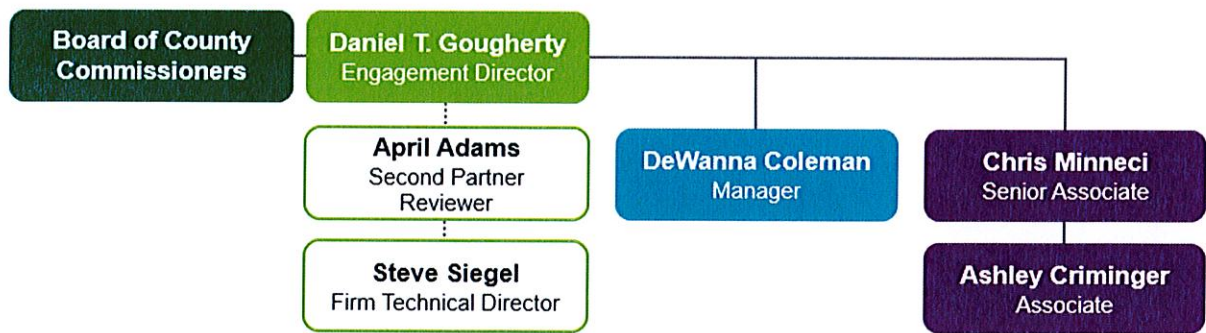 Board of County
Commissioners
Daniel T. Gougherty
Engagement Director
April Adams
Second Partner
Reviewer
Steve Siegel
Firm Technical Director
DeWanna Coleman
Manager
Chris Minneci
Senior Associate
Ashley Criminger
Associate